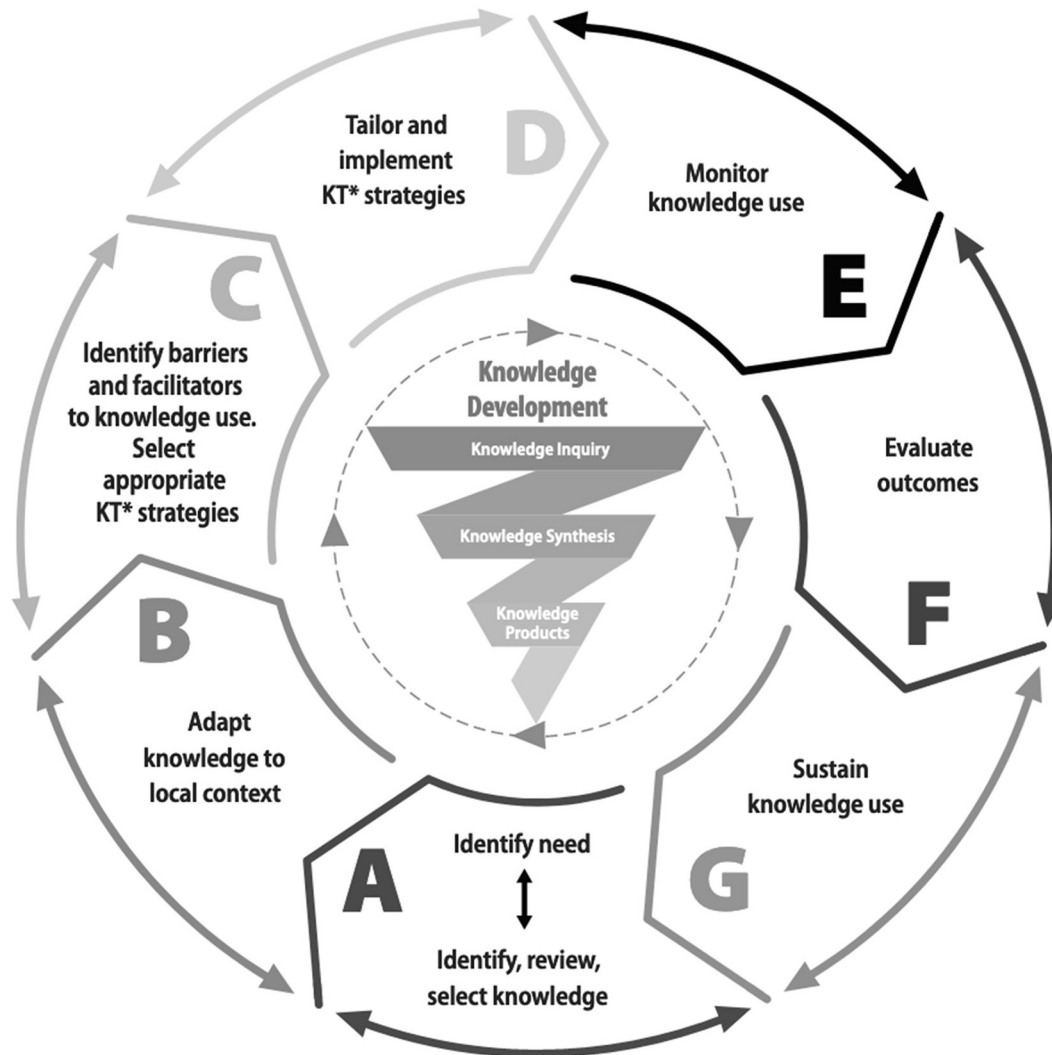 D
Tailor and
implement
KT* strategies
Monitor
knowledge use
E
C
Identify barriers
and facilitators
to knowledge use.
Select
appropriate
KT* strategies
Knowledge
Development
Knowledge Inquiry
Knowledge Synthesis
Knowledge
Products
Evaluate
outcomes
F
B
Adapt
knowledge to
local context
Sustain
knowledge use
G
A
Identify need
Identify, review,
select knowledge